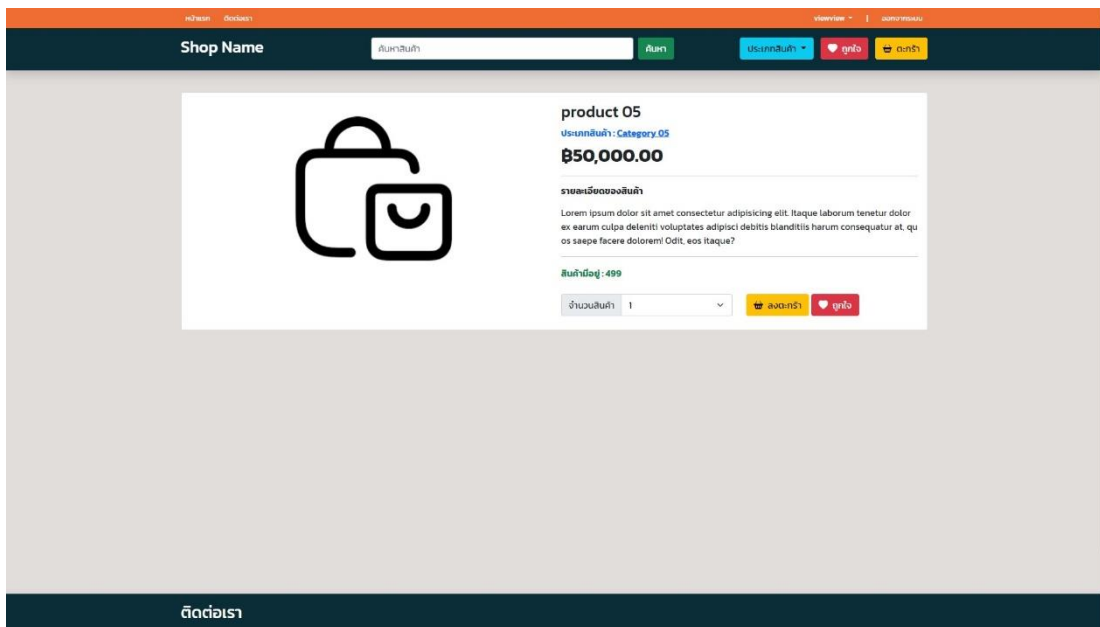 หน้าแรก ติดต่อเรา viewview | ออกจากระบบ
Shop Name ค้นหาสินค้า ค้นหา ประเภทสินค้า ถูกใจ ตะกร้า
product 05
ประเภทสินค้า : Category 05
฿50,000.00
รายละเอียดของสินค้า
Lorem ipsum dolor sit amet consectetur adipisicing elit. Itaque laborum tenetur dolor
ex earum culpa deleniti voluptates adipisci debitis blanditiis harum consequatur at, qu
os saepe facere dolorem! Odit, eos itaque?
สินค้ามีอยู่ : 499
จำนวนสินค้า 1 ลงตะกร้า ถูกใจ
ติดต่อเรา